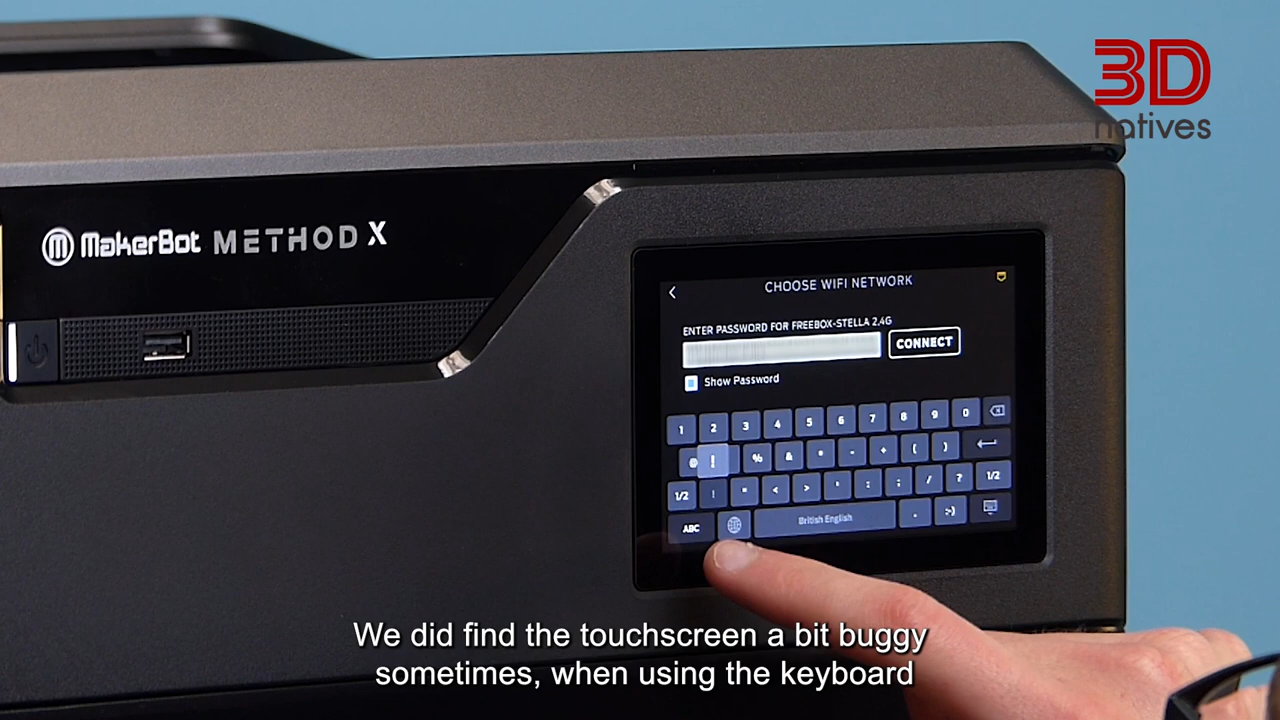 3D
natives
MakerBot METHOD X
CHOOSE WIFI NETWORK
ENTER PASSWORD FOR FREEBOX-STELLA 2.4G
CONNECT
Show Password
1 2 3 4 5 6 7 8 9 0
@ ! % & * - + ( )
1/2 ! " < > ' : ; / ? 1/2
ABC British English . :-)
We did find the touchscreen a bit buggy
sometimes, when using the keyboard